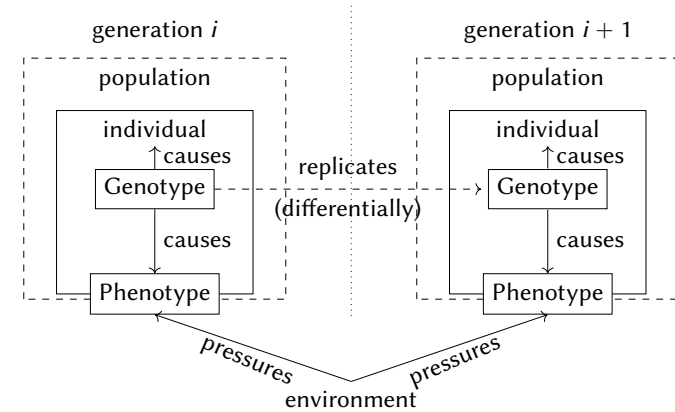 generation i
generation i + 1
population
population
individual
individual
causes
causes
Genotype
replicates
Genotype
(differentially)
causes
causes
Phenotype
Phenotype
pressures
pressures
environment